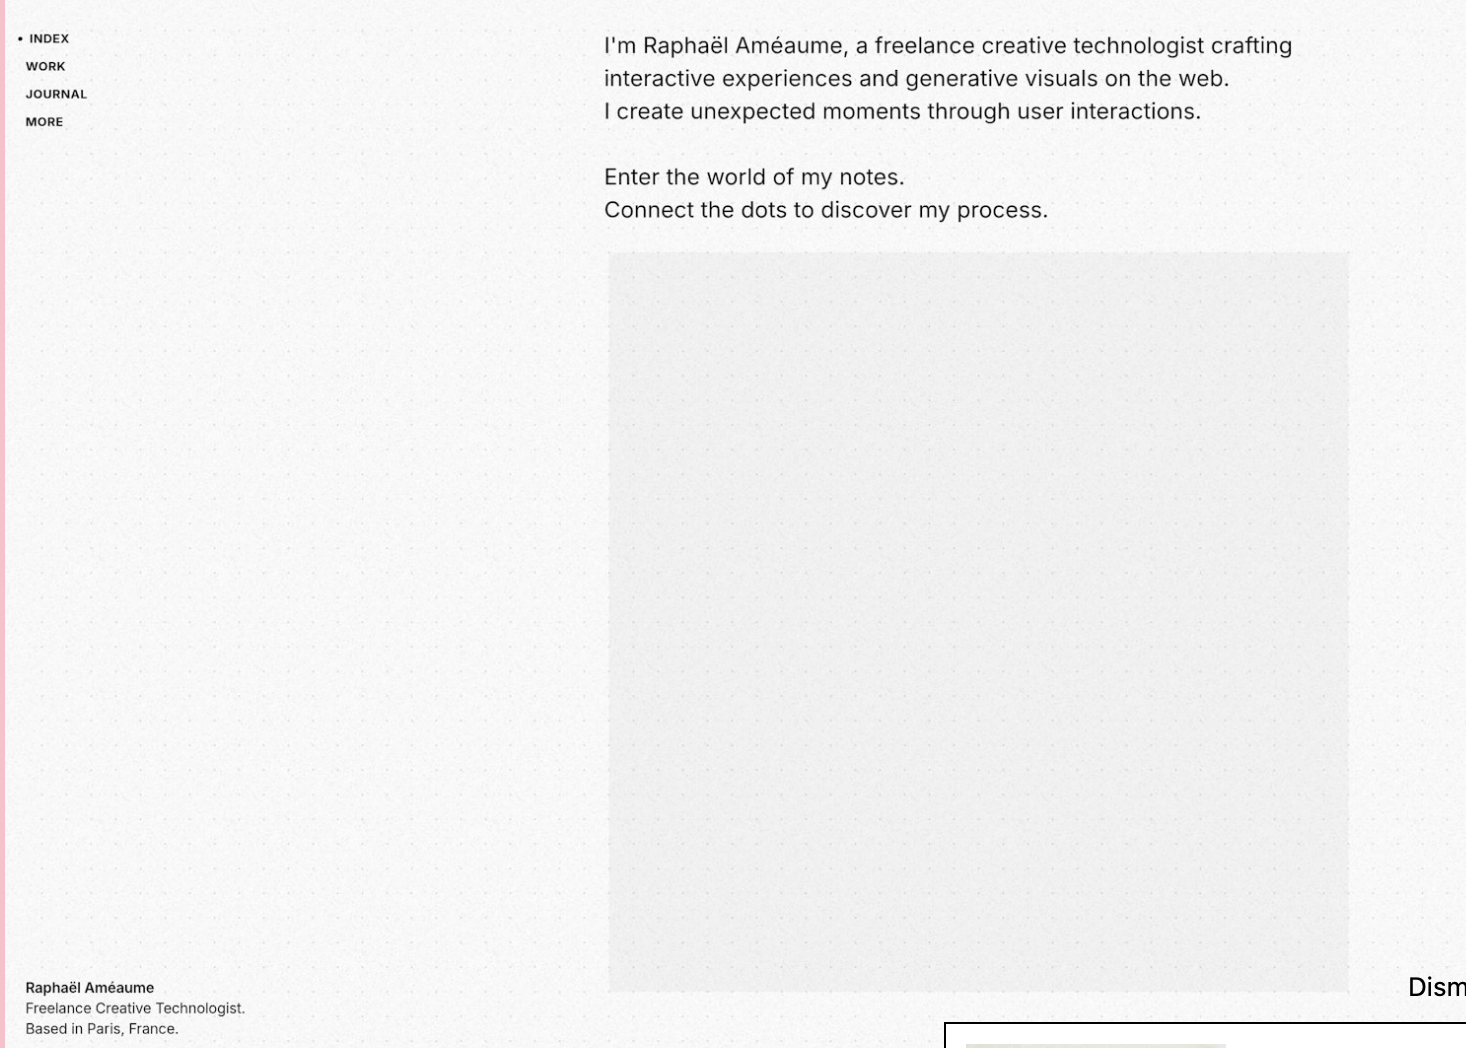 • INDEX
WORK
JOURNAL
MORE
I'm Raphaël Améaume, a freelance creative technologist crafting
interactive experiences and generative visuals on the web.
I create unexpected moments through user interactions.
Enter the world of my notes.
Connect the dots to discover my process.
Raphaël Améaume
Freelance Creative Technologist.
Based in Paris, France.
Dism